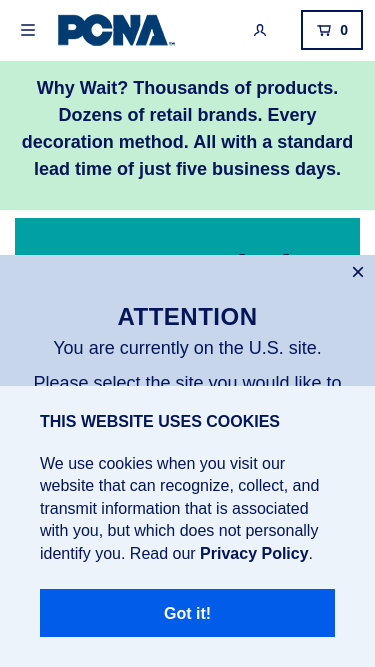 PCNA
0
Why Wait? Thousands of products.
Dozens of retail brands. Every
decoration method. All with a standard
lead time of just five business days.
ATTENTION
You are currently on the U.S. site.
Please select the site you would like to
THIS WEBSITE USES COOKIES
We use cookies when you visit our
website that can recognize, collect, and
transmit information that is associated
with you, but which does not personally
identify you. Read our Privacy Policy.
Got it!